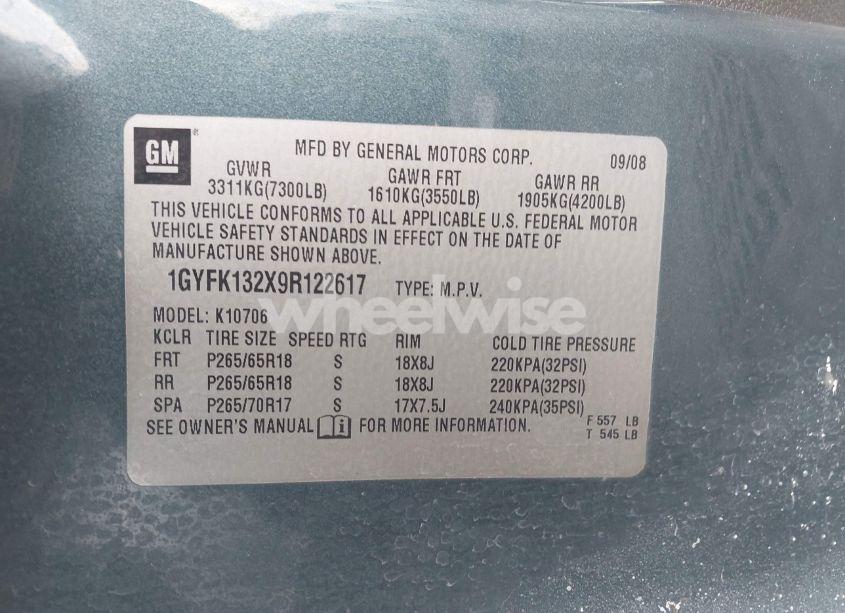 GM
MFD BY GENERAL MOTORS CORP. 09/08
GVWR GAWR FRT GAWR RR
3311KG(7300LB) 1610KG(3550LB) 1905KG(4200LB)
THIS VEHICLE CONFORMS TO ALL APPLICABLE U.S. FEDERAL MOTOR
VEHICLE SAFETY STANDARDS IN EFFECT ON THE DATE OF
MANUFACTURE SHOWN ABOVE.
1GYFK132X9R122617 TYPE: M.P.V.
wheelwise
MODEL: K10706
KCLR TIRE SIZE SPEED RTG RIM COLD TIRE PRESSURE
FRT P265/65R18 S 18X8J 220KPA(32PSI)
RR P265/65R18 S 18X8J 220KPA(32PSI)
SPA P265/70R17 S 17X7.5J 240KPA(35PSI)
SEE OWNER'S MANUAL FOR MORE INFORMATION. F 557 LB
T 545 LB